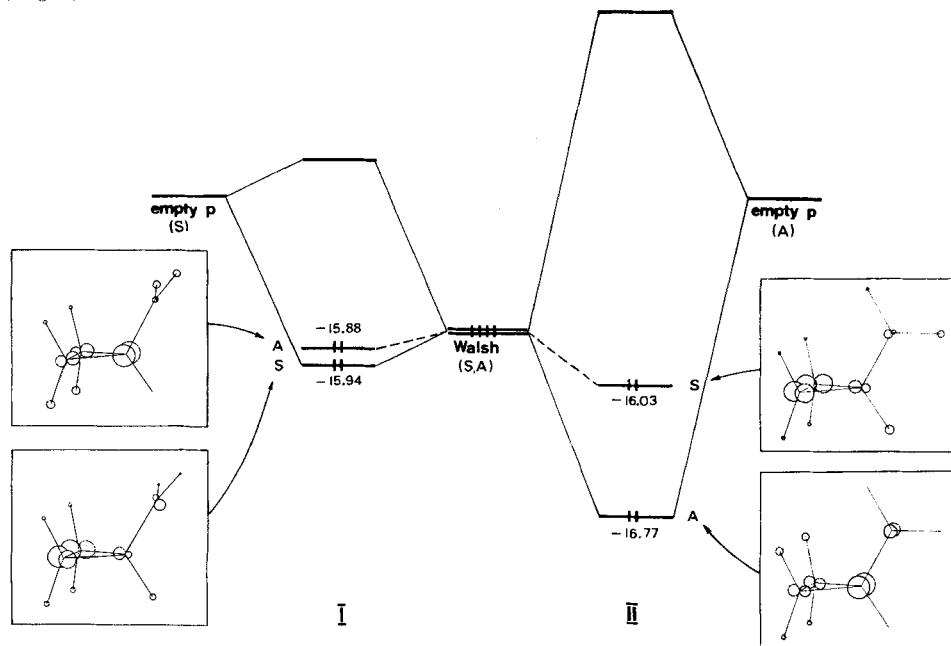 empty p
(S)
empty p
(A)
-15.88
A
S
-15.94
Walsh
(S,A)
S
-16.03
A
-16.77
I
II